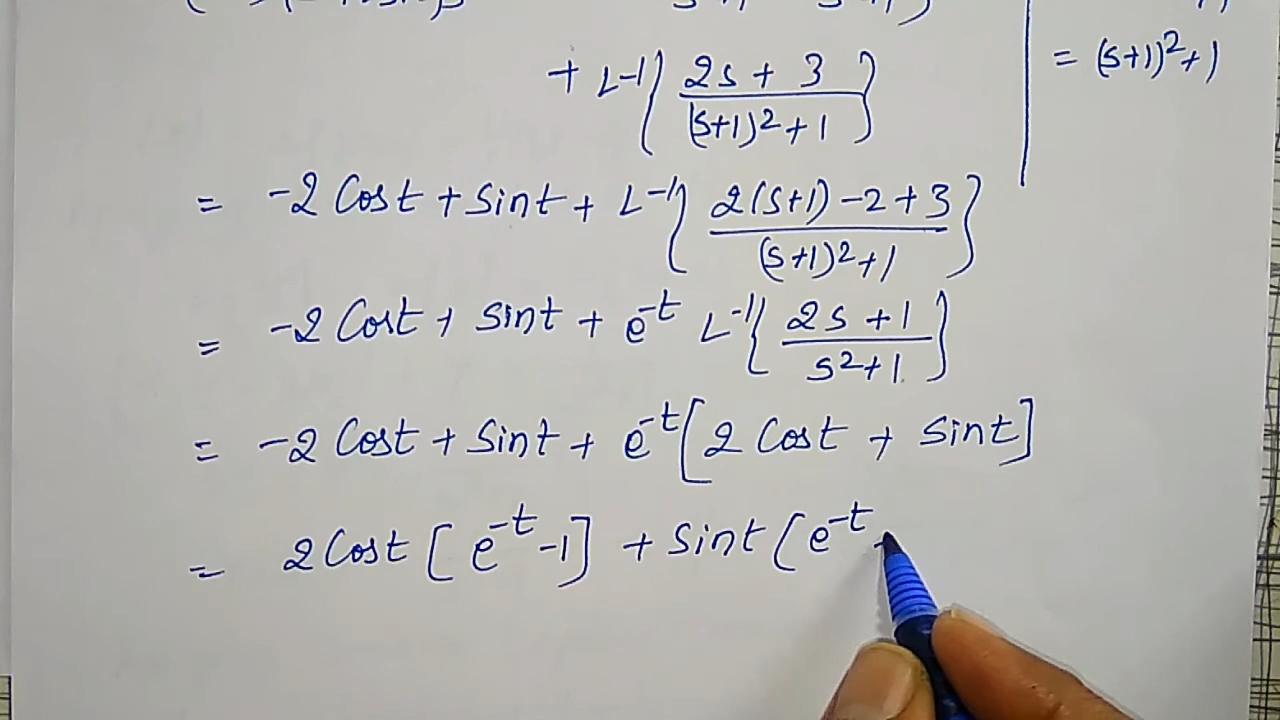 = (s+1)²+1
+ L-1{ (2s + 3)/((s+1)²+1) }
= -2 Cost + Sint + L-1{ (2(s+1) -2 + 3)/((s+1)²+1) }
= -2 Cost + Sint + e^-t L-1{ (2s + 1)/(s²+1) }
= -2 Cost + Sint + e^-t [2 Cost + Sint]
= 2Cost [e^-t -1] + Sint (e^-t